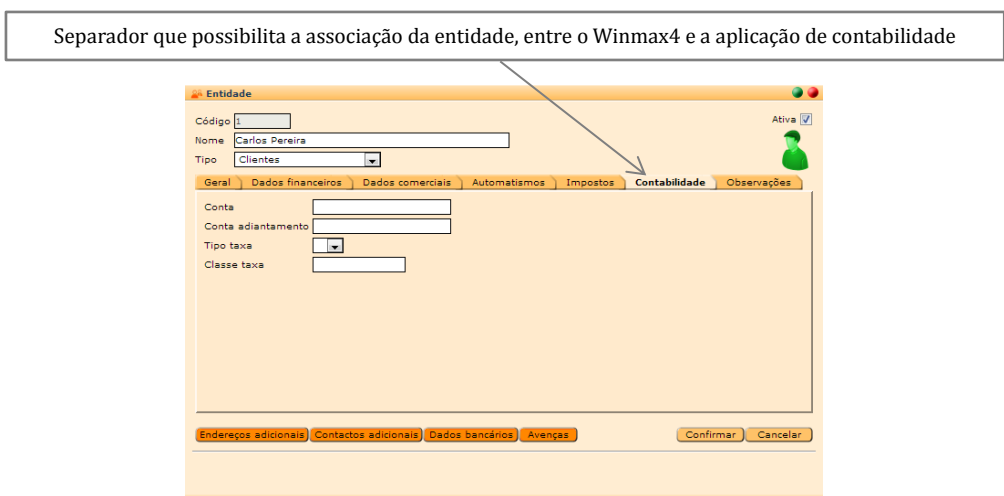 Separador que possibilita a associação da entidade, entre o Winmax4 e a aplicação de contabilidade
Entidade
Código 1 Ativa
Nome Carlos Pereira
Tipo Clientes
Geral Dados financeiros Dados comerciais Automatismos Impostos Contabilidade Observações
Conta
Conta adiantamento
Tipo taxa
Classe taxa
Endereços adicionais Contactos adicionais Dados bancários Avenças Confirmar Cancelar